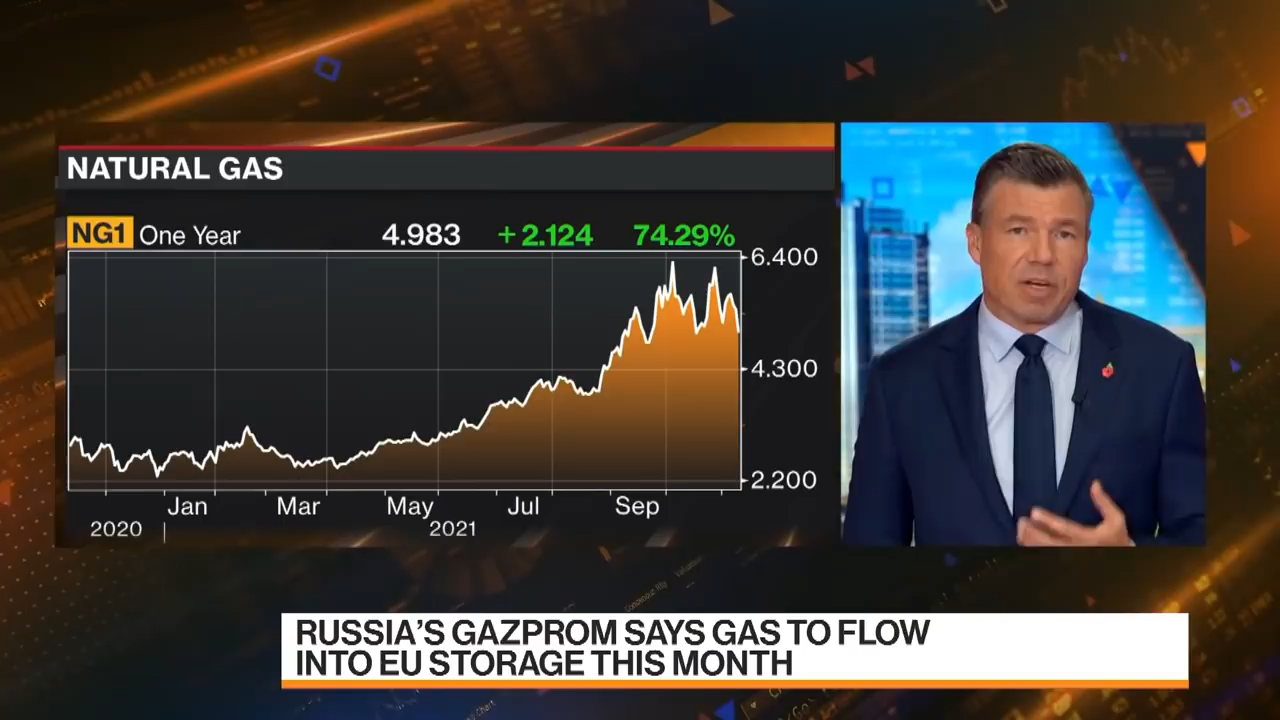 NATURAL GAS
NG1 One Year 4.983 +2.124 74.29%
6.400
4.300
2.200
Jan Mar May Jul Sep
2020 2021
RUSSIA'S GAZPROM SAYS GAS TO FLOW
INTO EU STORAGE THIS MONTH